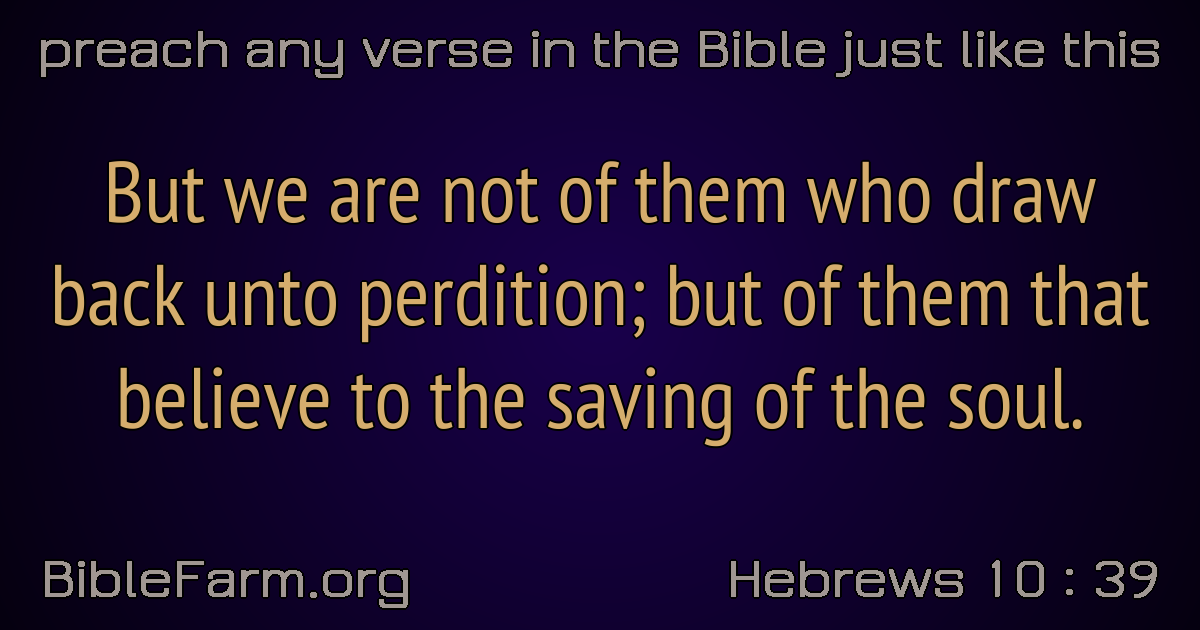 preach any verse in the Bible just like this
But we are not of them who draw
back unto perdition; but of them that
believe to the saving of the soul.
BibleFarm.org
Hebrews 10 : 39